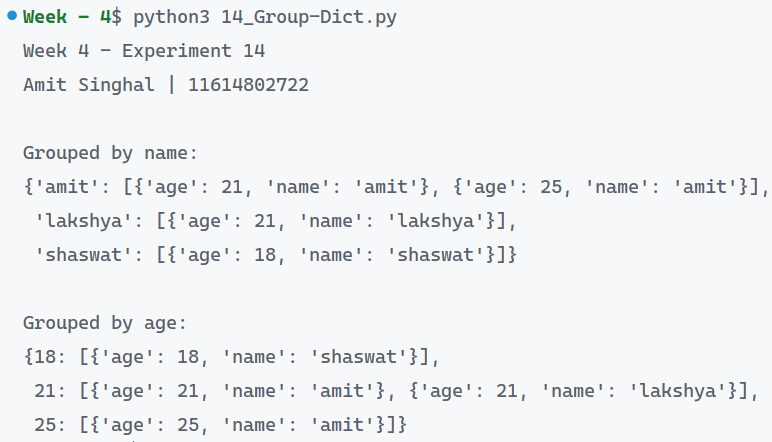 Week - 4$ python3 14_Group-Dict.py
Week 4 - Experiment 14
Amit Singhal | 11614802722
Grouped by name:
{'amit': [{'age': 21, 'name': 'amit'}, {'age': 25, 'name': 'amit'}],
 'lakshya': [{'age': 21, 'name': 'lakshya'}],
 'shaswat': [{'age': 18, 'name': 'shaswat'}]}
Grouped by age:
{18: [{'age': 18, 'name': 'shaswat'}],
 21: [{'age': 21, 'name': 'amit'}, {'age': 21, 'name': 'lakshya'}],
 25: [{'age': 25, 'name': 'amit'}]}